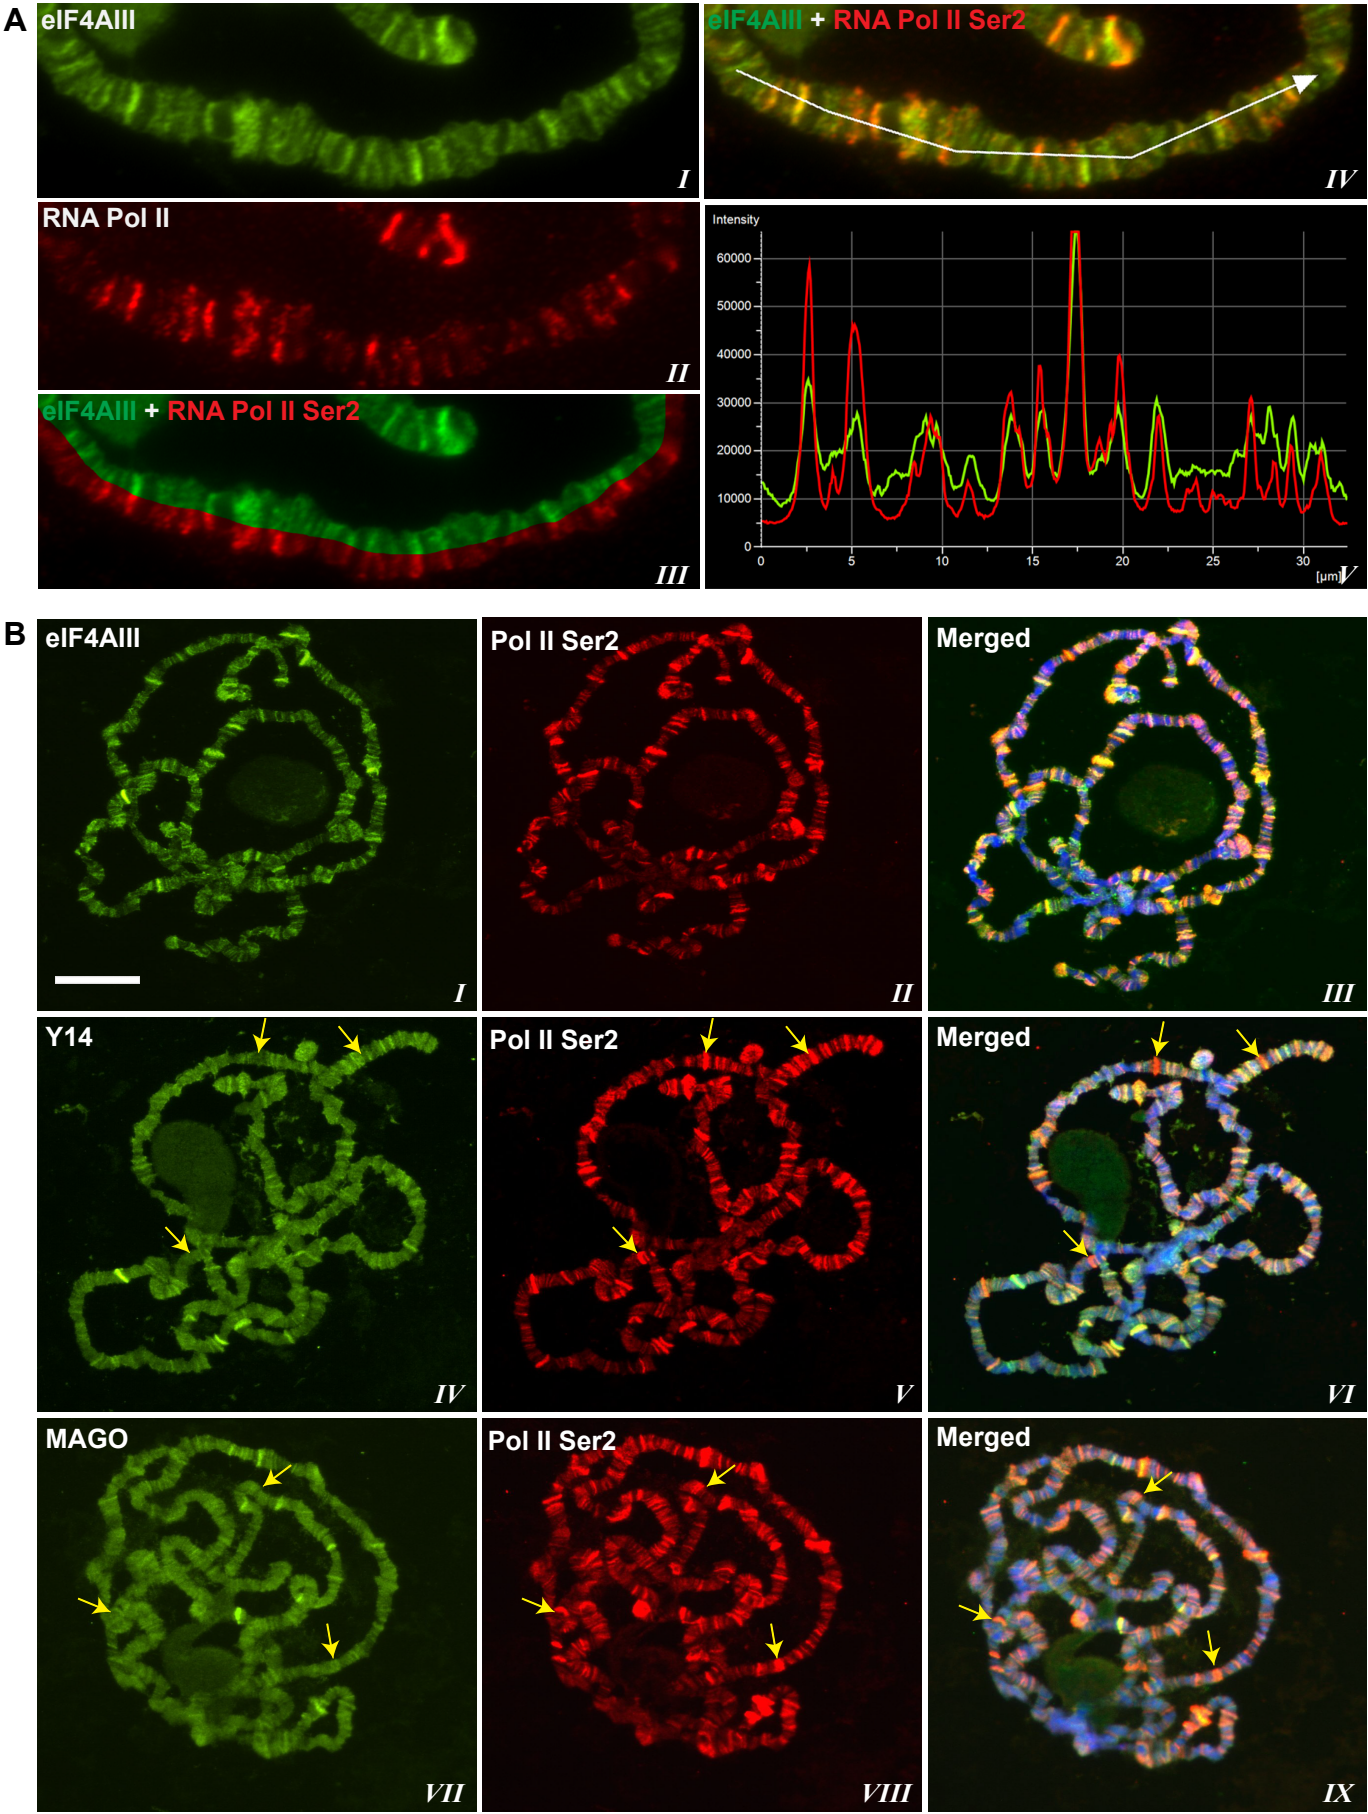 A
eIF4AIII
I
eIF4AIII + RNA Pol II Ser2
IV
RNA Pol II
II
eIF4AIII + RNA Pol II Ser2
III
Intensity
60000
50000
40000
30000
20000
10000
0
0 5 10 15 20 25 30
[µm]
V
B
eIF4AIII
I
Pol II Ser2
II
Merged
III
Y14
IV
Pol II Ser2
V
Merged
VI
MAGO
VII
Pol II Ser2
VIII
Merged
IX